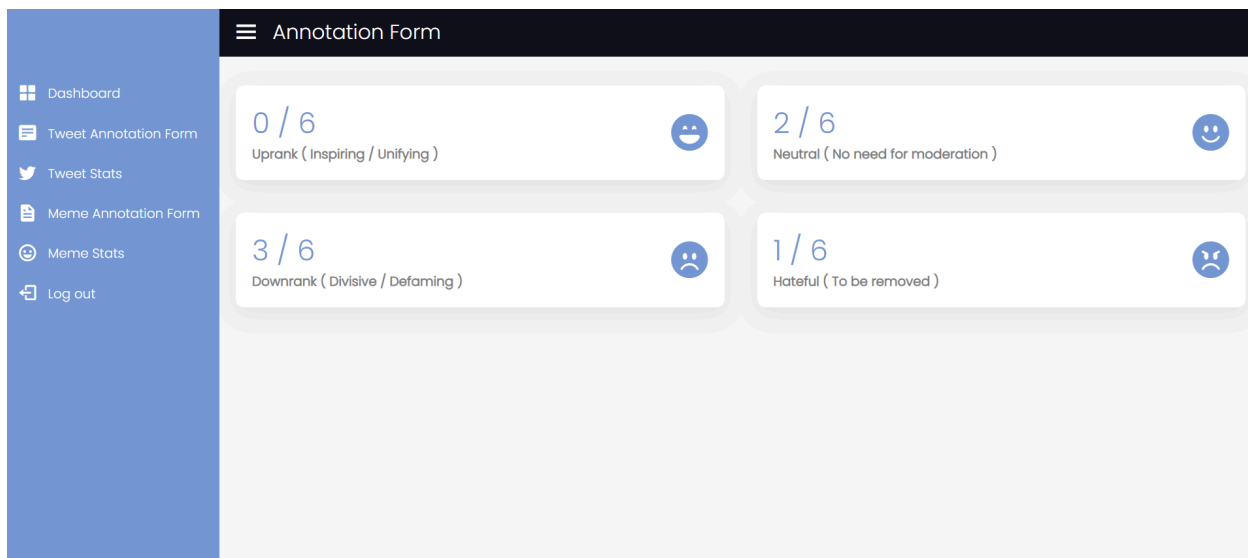 Annotation Form
Dashboard
Tweet Annotation Form
Tweet Stats
Meme Annotation Form
Meme Stats
Log out
0 / 6
Uprank ( Inspiring / Unifying )
2 / 6
Neutral ( No need for moderation )
3 / 6
Downrank ( Divisive / Defaming )
1 / 6
Hateful ( To be removed )